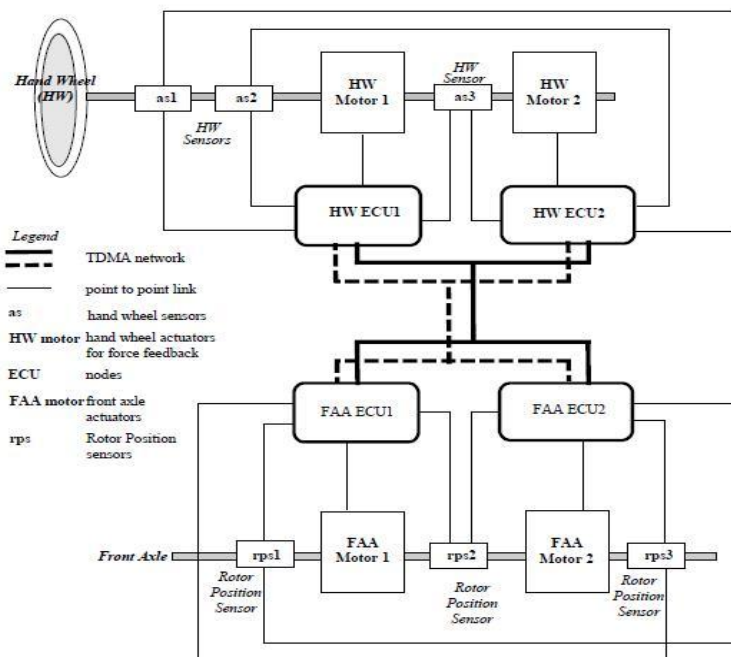 Hand Wheel
(HW)
as1
as2
HW
Sensors
HW
Motor 1
HW
Sensor
as3
HW
Motor 2
HW ECU1
HW ECU2
Legend
TDMA network
point to point link
as hand wheel sensors
HW motor hand wheel actuators
for force feedback
ECU nodes
FAA motor front axle
actuators
rps Rotor Position
sensors
FAA ECU1
FAA ECU2
Front Axle
rps1
Rotor
Position
Sensor
FAA
Motor 1
rps2
Rotor
Position
Sensor
FAA
Motor 2
rps3
Rotor
Position
Sensor